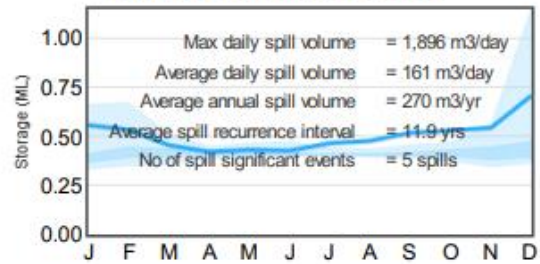 Storage (ML)
1.00
0.75
0.50
0.25
0.00
Max daily spill volume = 1,896 m3/day
Average daily spill volume = 161 m3/day
Average annual spill volume = 270 m3/yr
Average spill recurrence interval = 11.9 yrs
No of spill significant events = 5 spills
J F M A M J J A S O N D